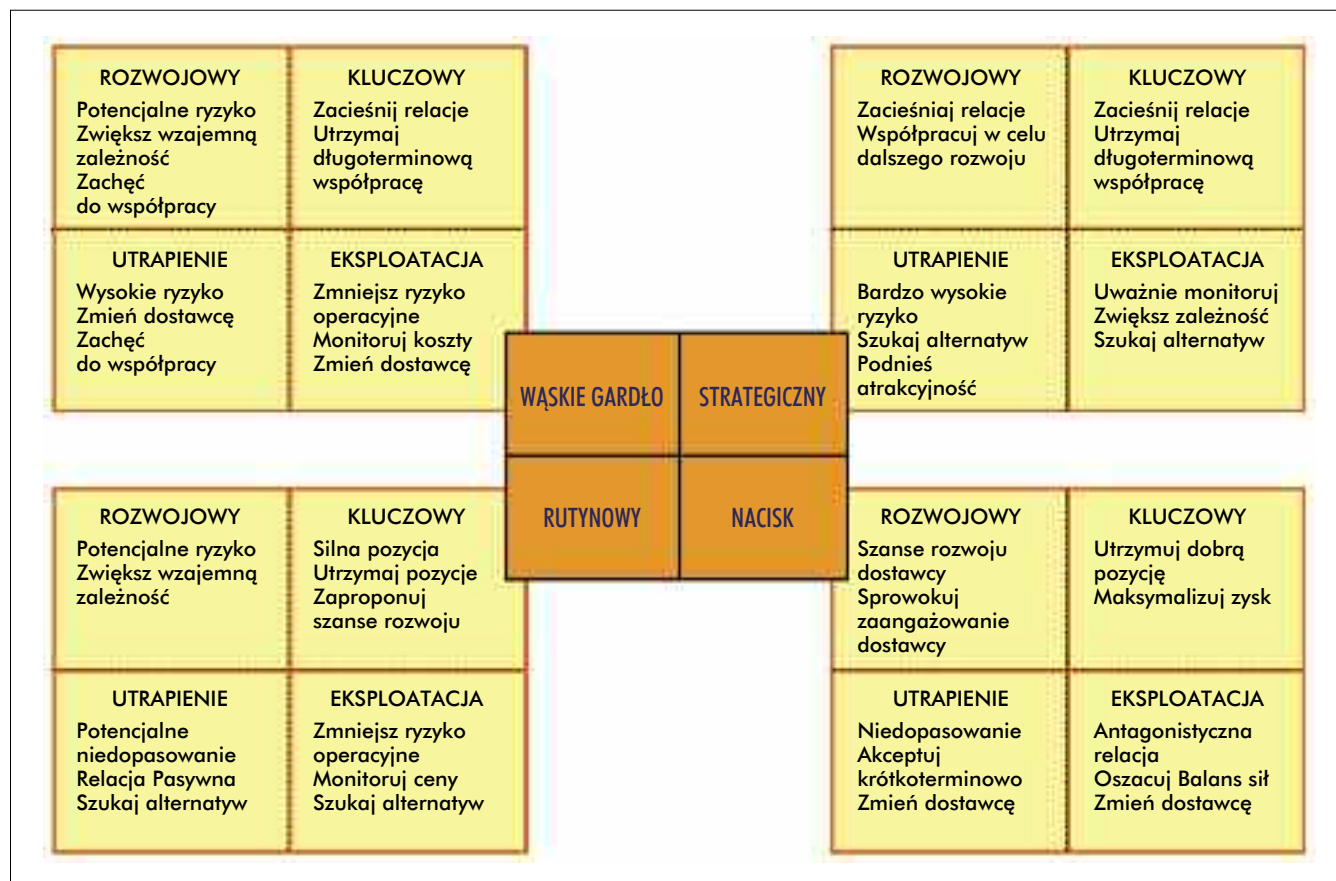 ROZWOJOWY
Potencjalne ryzyko
Zwiększ wzajemną
zależność
Zachęć
do współpracy
KLUCZOWY
Zacieśnij relacje
Utrzymaj
długoterminową
współpracę
UTRAPIENIE
Wysokie ryzyko
Zmień dostawcę
Zachęć
do współpracy
EKSPLOATACJA
Zmniejsz ryzyko
operacyjne
Monitoruj koszty
Zmień dostawcę
ROZWOJOWY
Zacieśniaj relacje
Współpracuj w celu
dalszego rozwoju
KLUCZOWY
Zacieśnij relacje
Utrzymaj
długoterminową
współpracę
UTRAPIENIE
Bardzo wysokie
ryzyko
Szukaj alternatyw
Podnieś
atrakcyjność
EKSPLOATACJA
Uważnie monitoruj
Zwiększ zależność
Szukaj alternatyw
WĄSKIE GARDŁO
STRATEGICZNY
RUTYNOWY
NACISK
ROZWOJOWY
Potencjalne ryzyko
Zwiększ wzajemną
zależność
KLUCZOWY
Silna pozycja
Utrzymaj pozycje
Zaproponuj
szanse rozwoju
UTRAPIENIE
Potencjalne
niedopasowanie
Relacja Pasywna
Szukaj alternatyw
EKSPLOATACJA
Zmniejsz ryzyko
operacyjne
Monitoruj ceny
Szukaj alternatyw
ROZWOJOWY
Szanse rozwoju
dostawcy
Sprowokuj
zaangażowanie
dostawcy
KLUCZOWY
Utrzymuj dobrą
pozycję
Maksymalizuj zysk
UTRAPIENIE
Niedopasowanie
Akceptuj
krótkoterminowo
Zmień dostawcę
EKSPLOATACJA
Antagonistyczna
relacja
Oszacuj Balans sił
Zmień dostawcę